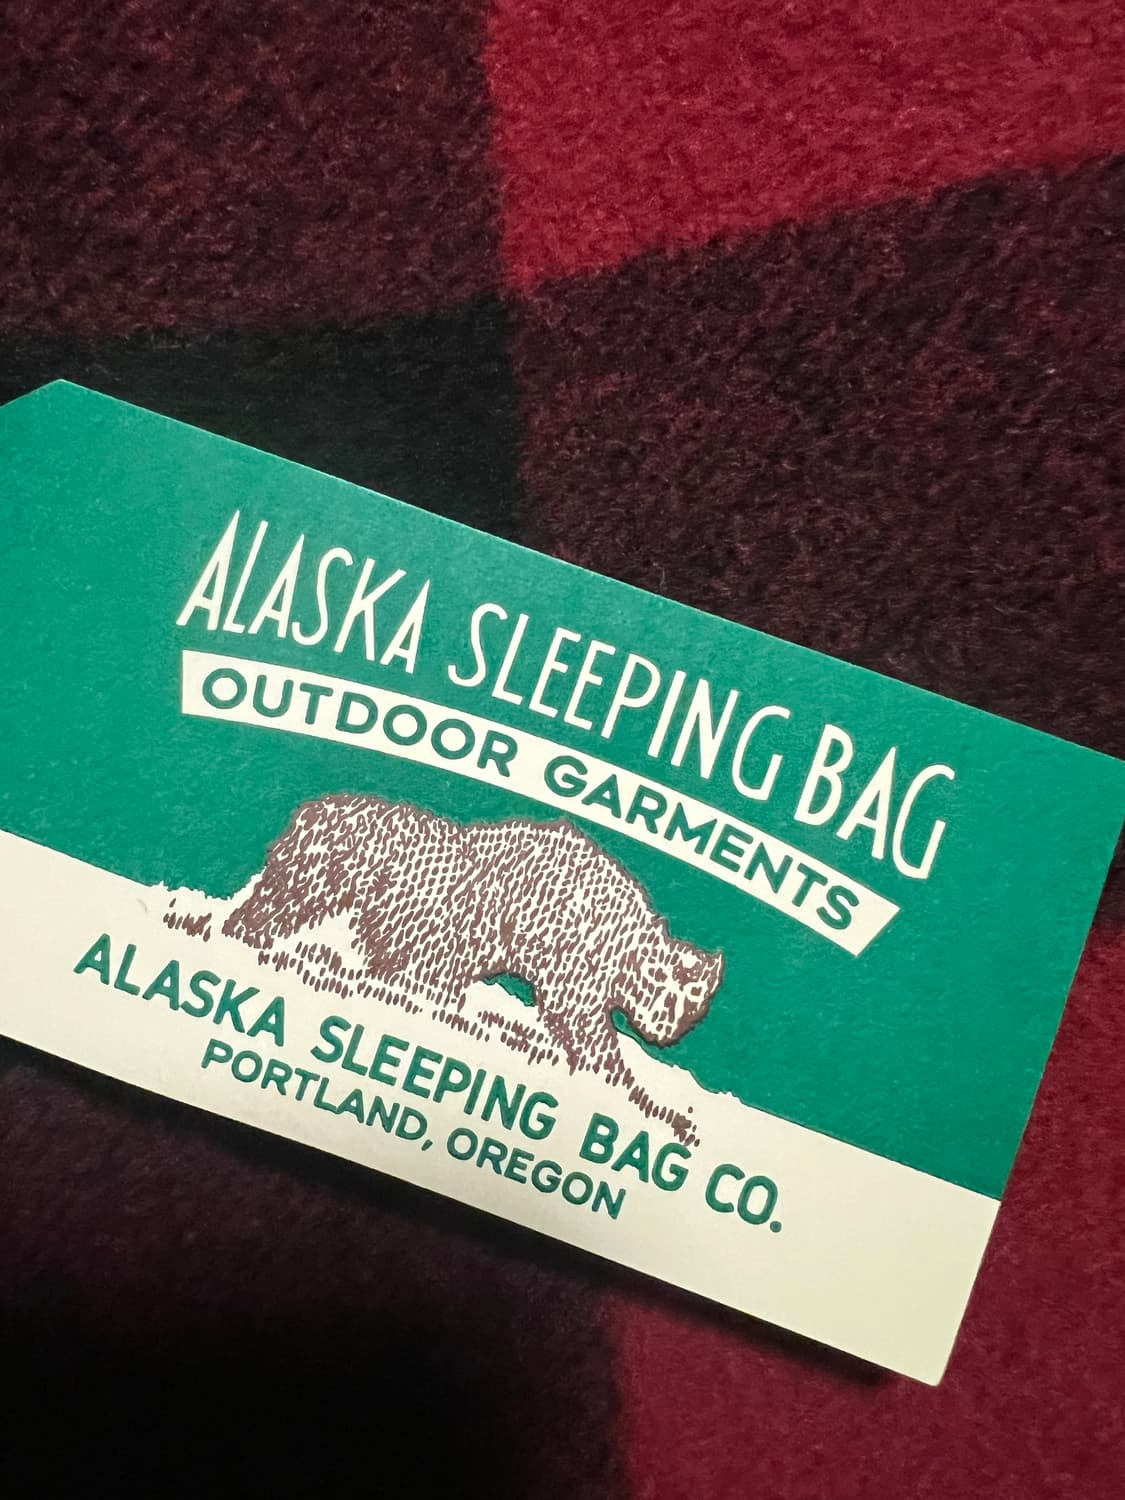 ALASKA SLEEPING BAG
OUTDOOR GARMENTS
ALASKA SLEEPING BAG CO.
PORTLAND, OREGON